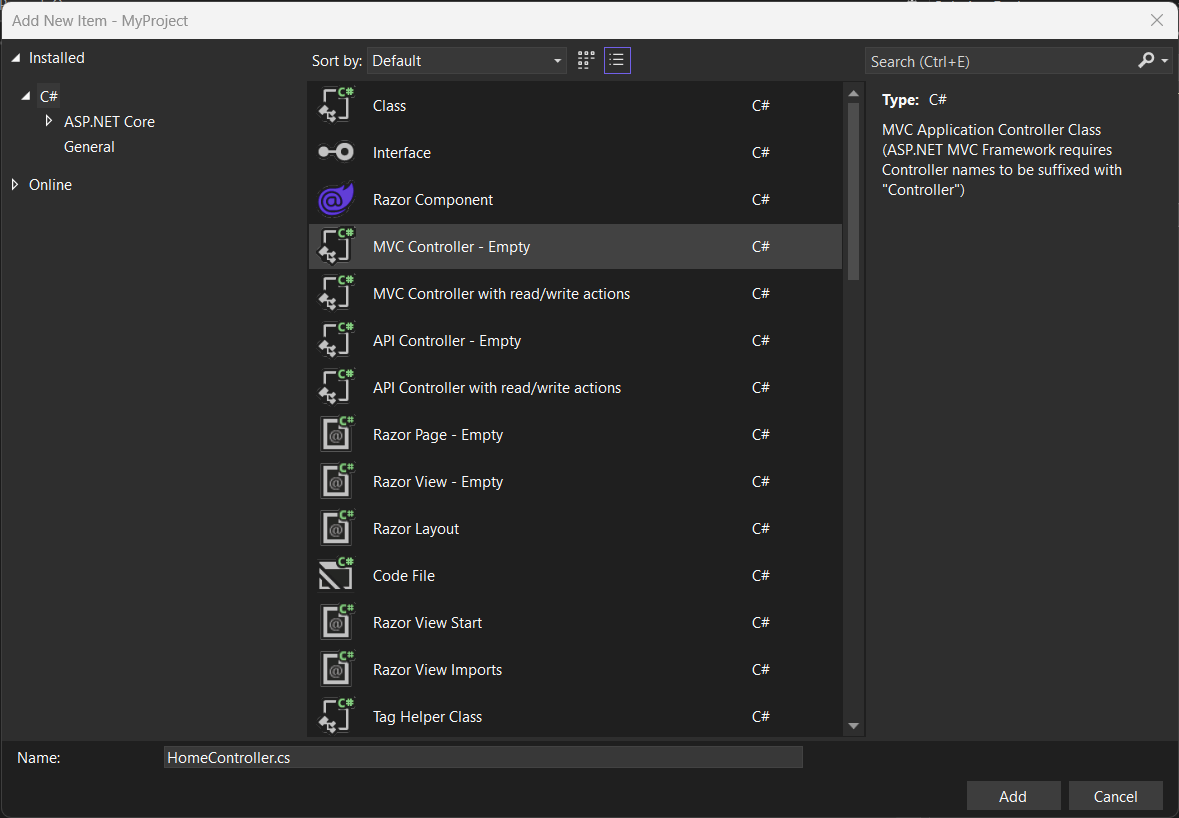 Add New Item - MyProject
Installed
C#
ASP.NET Core
General
Online
Sort by: Default
Class C#
Interface C#
Razor Component C#
MVC Controller - Empty C#
MVC Controller with read/write actions C#
API Controller - Empty C#
API Controller with read/write actions C#
Razor Page - Empty C#
Razor View - Empty C#
Razor Layout C#
Code File C#
Razor View Start C#
Razor View Imports C#
Tag Helper Class C#
Search (Ctrl+E)
Type: C#
MVC Application Controller Class
(ASP.NET MVC Framework requires
Controller names to be suffixed with
"Controller")
Name: HomeController.cs
Add Cancel